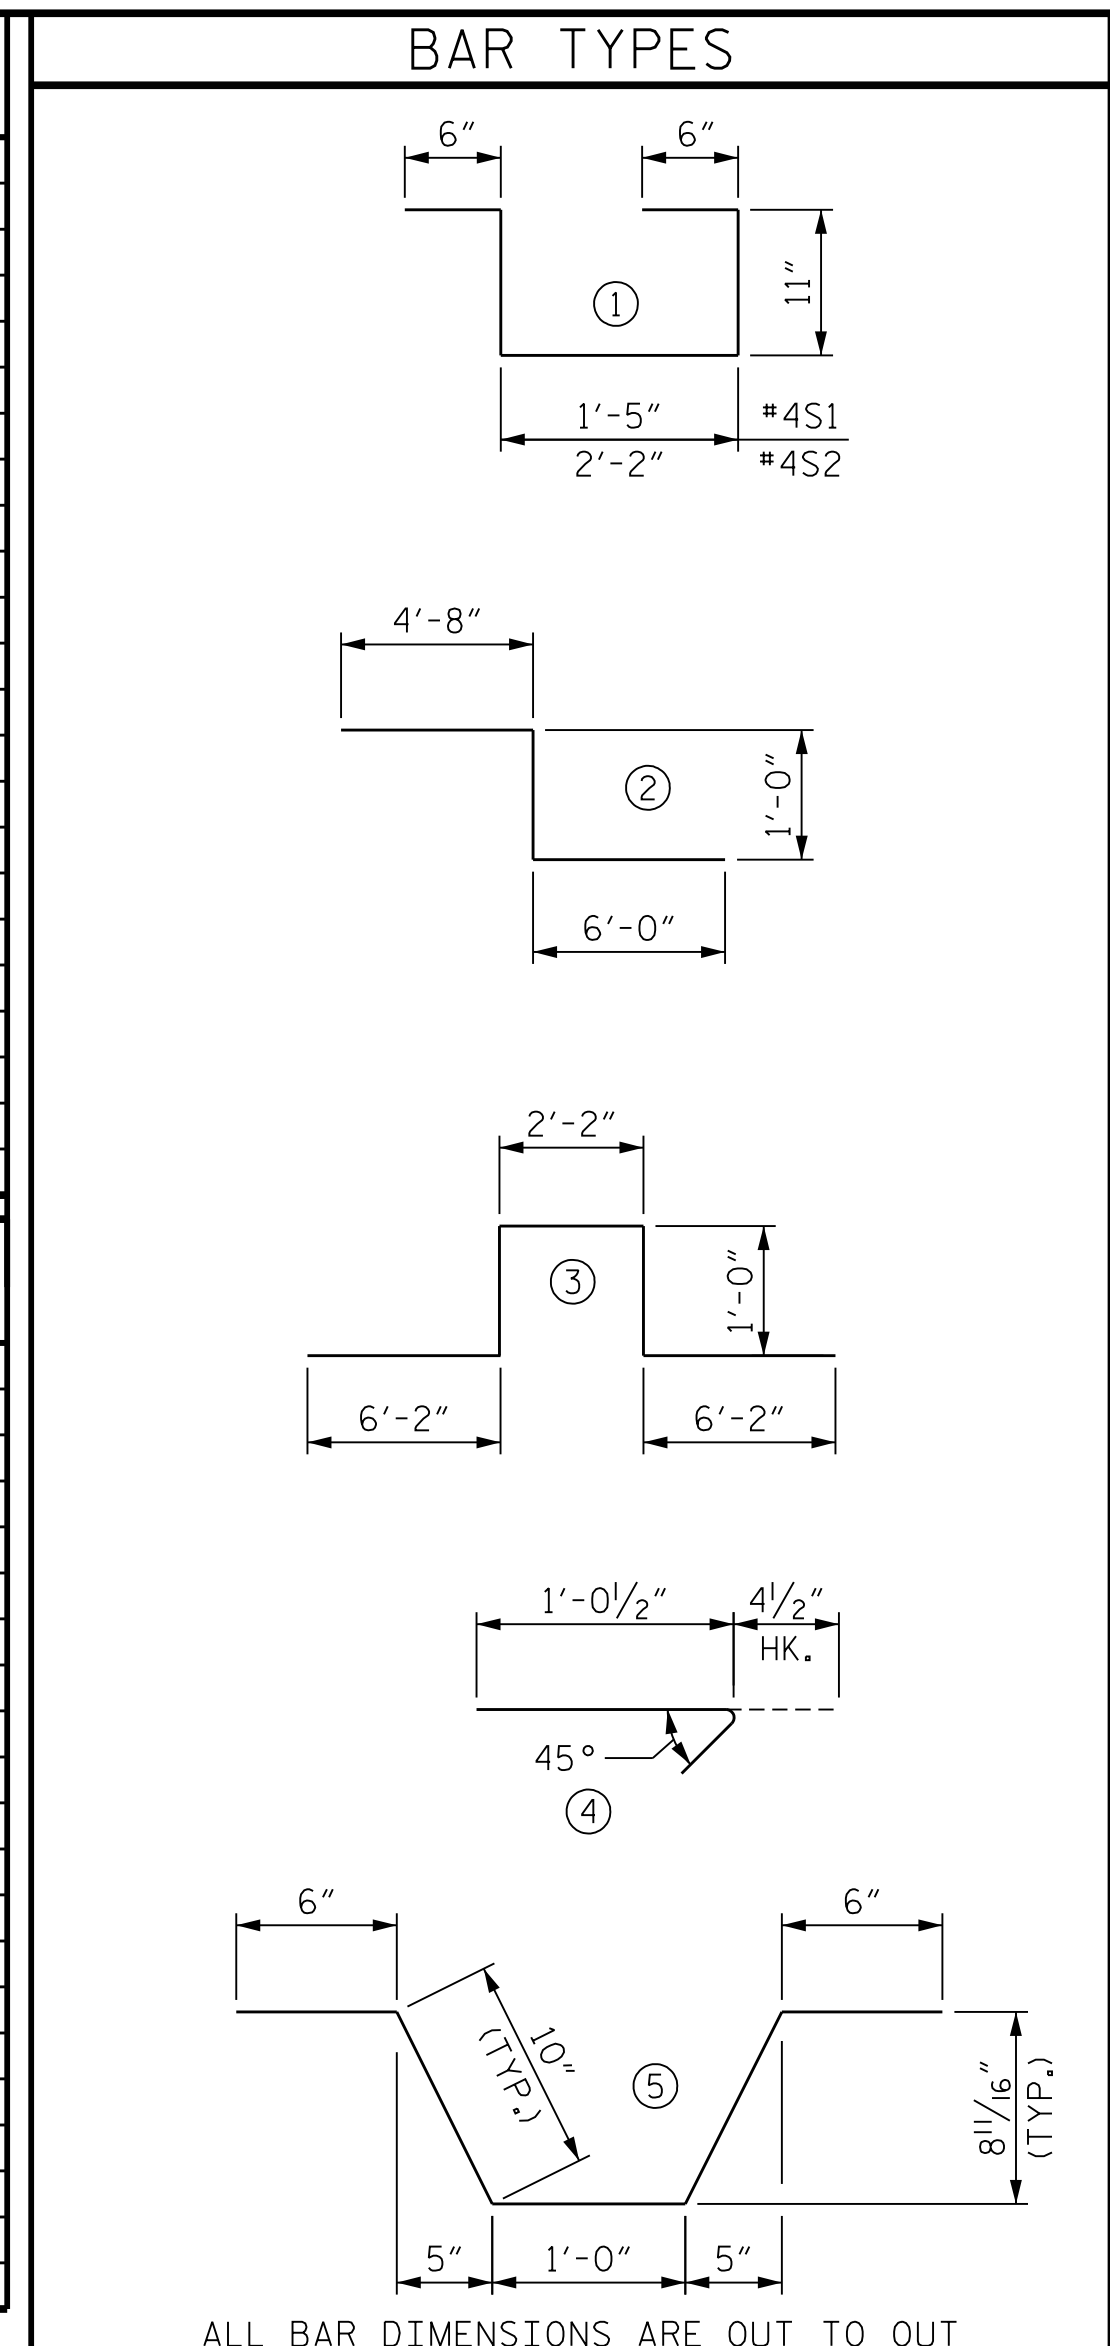 BAR TYPES
6" 6"
1
11"
1'-5" #4S1
2'-2" #4S2
4'-8"
2
1'-0"
6'-0"
2'-2"
3
1'-0"
6'-2" 6'-2"
1'-0½" 4½"
HK.
45°
4
6" 6"
10"
(TYP.)
5
8 11/16"
(TYP.)
5" 1'-0" 5"
ALL BAR DIMENSIONS ARE OUT TO OUT